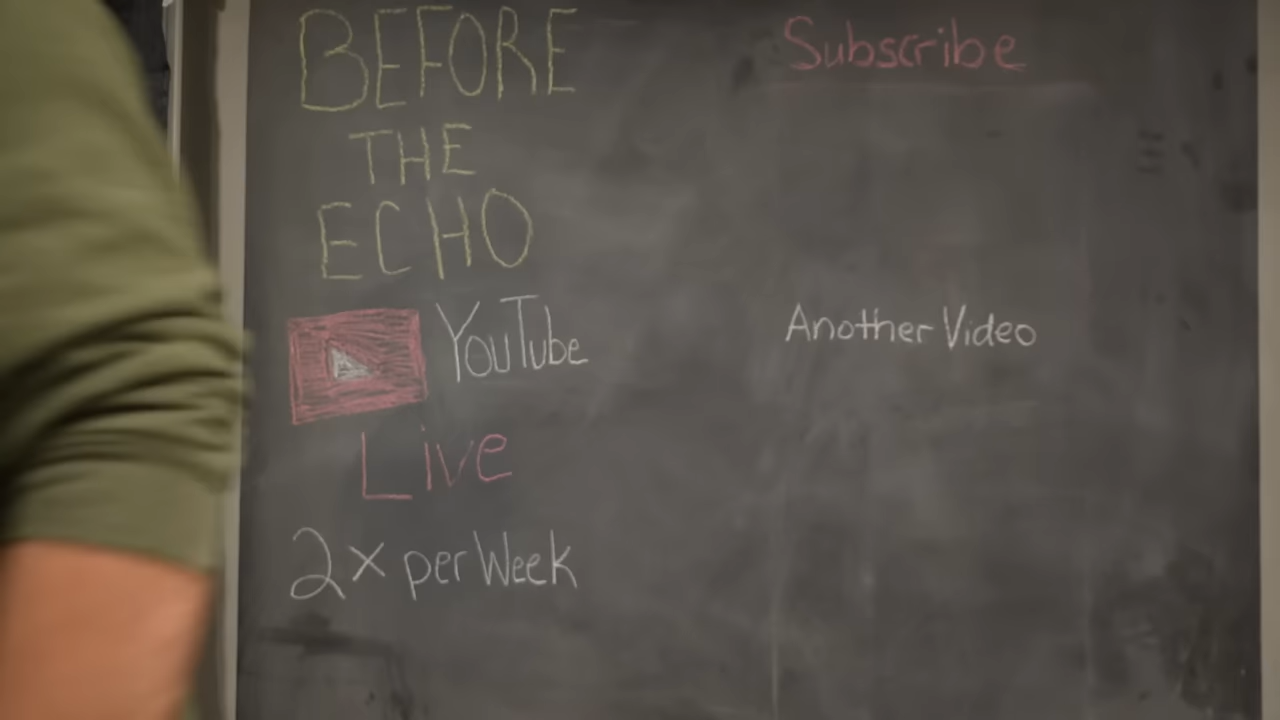 BEFORE
THE
ECHO
YouTube
Live
2x per Week
Subscribe
Another Video